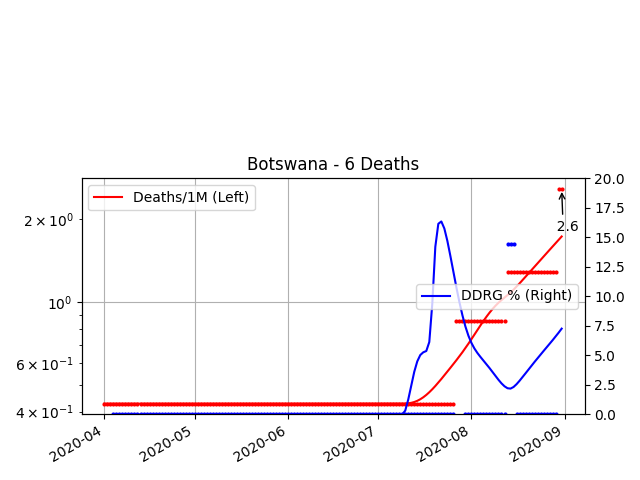 Botswana - 6 Deaths
Deaths/1M (Left)
DDRG % (Right)
2.6
2 × 10⁰
10⁰
6 × 10⁻¹
4 × 10⁻¹
20.0
17.5
15.0
12.5
10.0
7.5
5.0
2.5
0.0
2020-04
2020-05
2020-06
2020-07
2020-08
2020-09